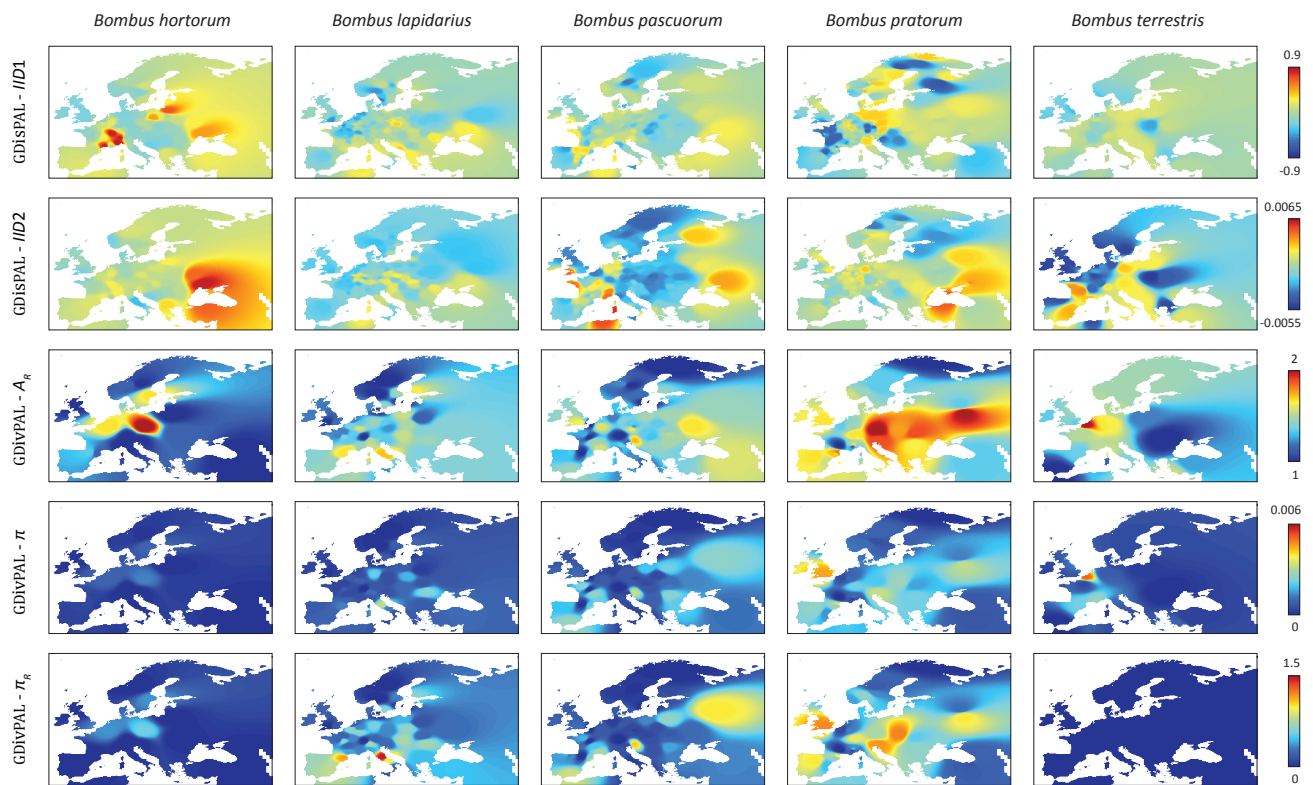 Bombus hortorum Bombus lapidarius Bombus pascuorum Bombus pratorum Bombus terrestris
GDisPAL - IID1
0.9
-0.9
GDisPAL - IID2
0.0065
-0.0055
GDivPAL - A_R
2
1
GDivPAL - π
0.006
0
GDivPAL - π_R
1.5
0